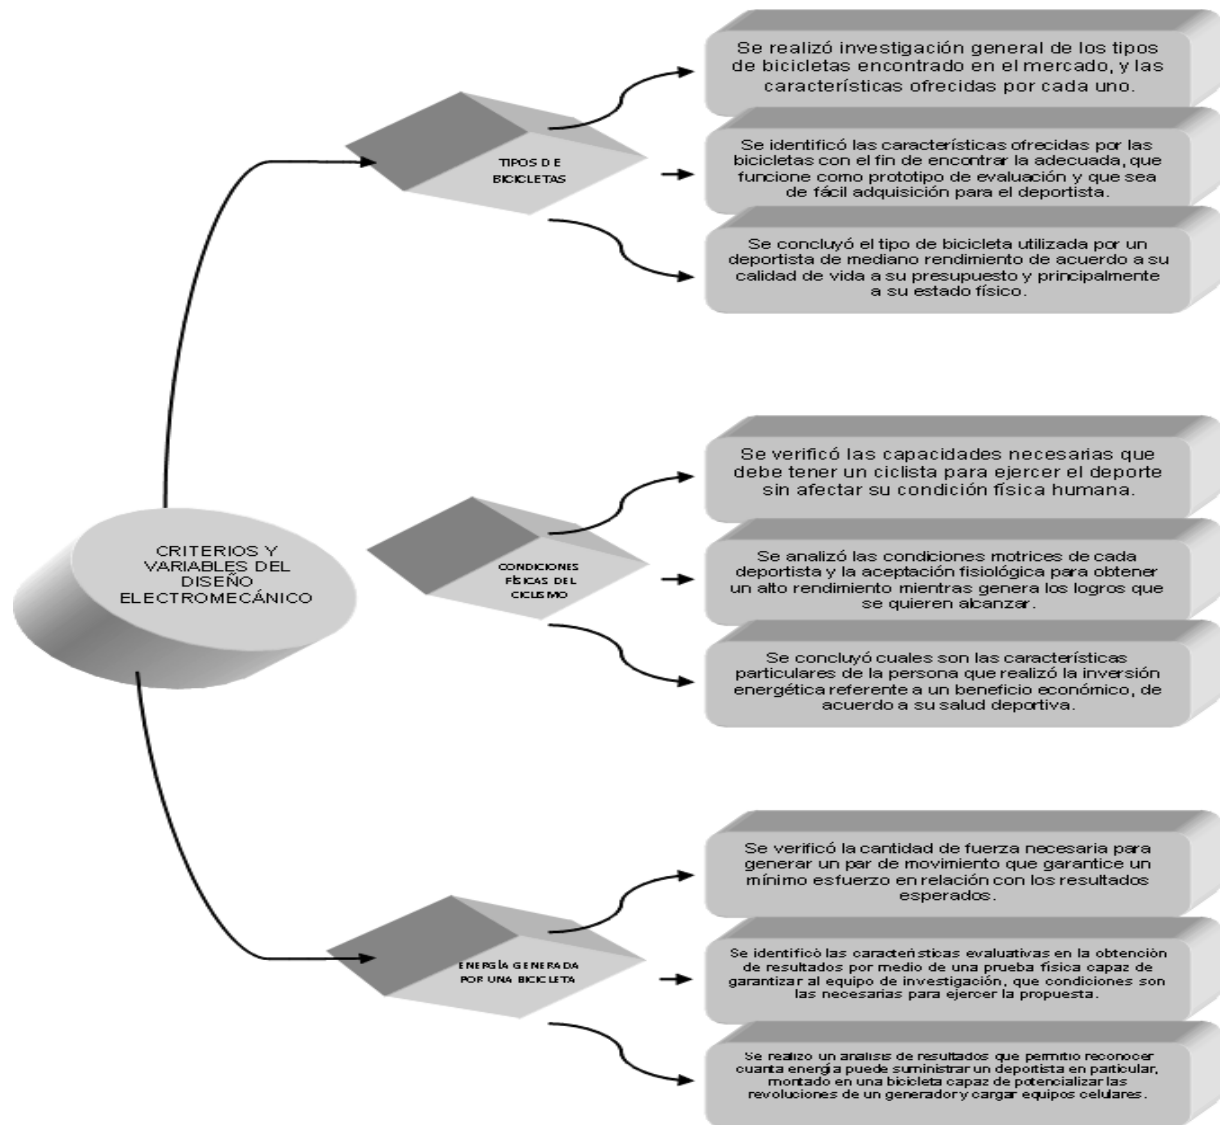 CRITERIOS Y
VARIABLES DEL
DISEÑO
ELECTROMECÁNICO
TIPOS DE
BICICLETAS
Se realizó investigación general de los tipos
de bicicletas encontrado en el mercado, y las
características ofrecidas por cada uno.
Se identificó las características ofrecidas por las
bicicletas con el fin de encontrar la adecuada, que
funcione como prototipo de evaluación y que sea
de fácil adquisición para el deportista.
Se concluyó el tipo de bicicleta utilizada por un
deportista de mediano rendimiento de acuerdo a su
calidad de vida a su presupuesto y principalmente
a su estado físico.
CONDICIONES
FÍSICAS DEL
CICLISMO
Se verificó las capacidades necesarias que
debe tener un ciclista para ejercer el deporte
sin afectar su condición física humana.
Se analizó las condiciones motrices de cada
deportista y la aceptación fisiológica para obtener
un alto rendimiento mientras genera los logros que
se quieren alcanzar.
Se concluyó cuales son las características
particulares de la persona que realizó la inversión
energética referente a un beneficio económico, de
acuerdo a su salud deportiva.
ENERGÍA GENERADA
POR UNA BICICLETA
Se verificó la cantidad de fuerza necesaria para
generar un par de movimiento que garantice un
mínimo esfuerzo en relación con los resultados
esperados.
Se identificó las características evaluativas en la obtención
de resultados por medio de una prueba física capaz de
garantizar al equipo de investigación, que condiciones son
las necesarias para ejercer la propuesta.
Se realizo un analisis de resultados que permitio reconocer
cuanta energía puede suministrar un deportista en particular,
montado en una bicicleta capaz de potencializar las
revoluciones de un generador y cargar equipos celulares.